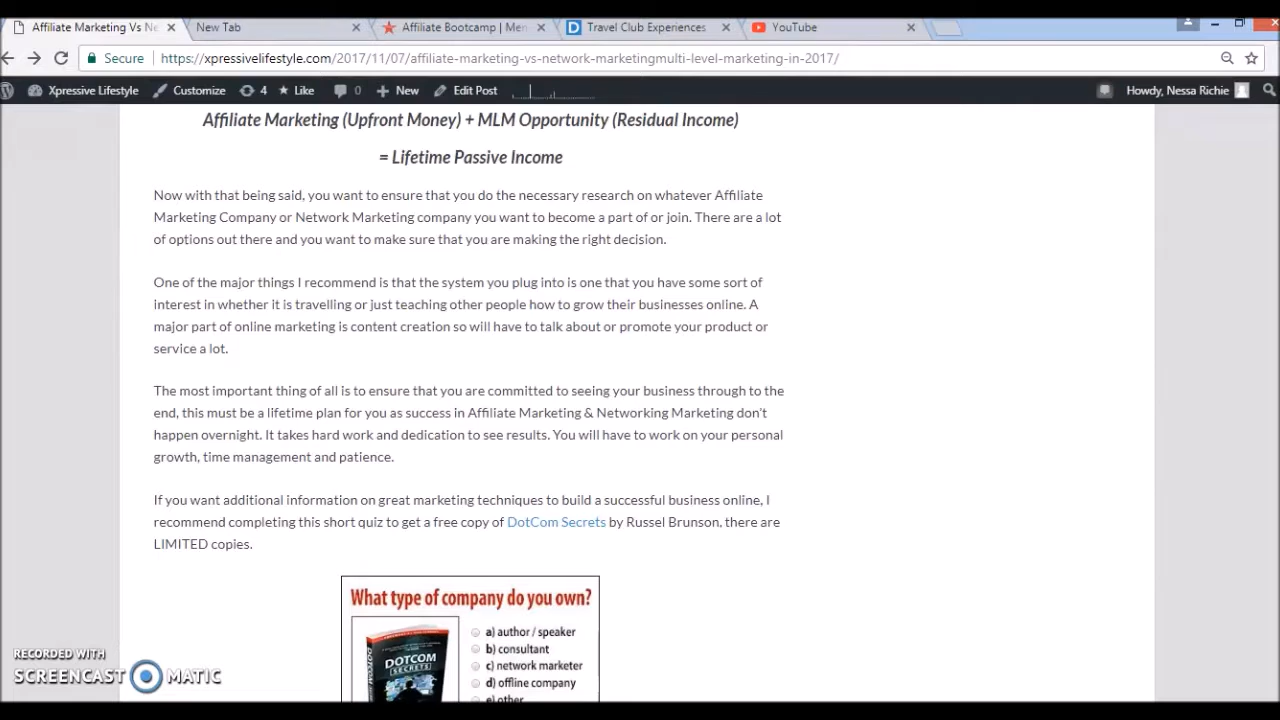 Affiliate Marketing Vs Ne
New Tab
Affiliate Bootcamp | Men
Travel Club Experiences
YouTube
Secure
https://xpressivelifestyle.com/2017/11/07/affiliate-marketing-vs-network-marketingmulti-level-marketing-in-2017/
Xpressive Lifestyle
Customize
4
Like
0
New
Edit Post
Howdy, Nessa Richie
Affiliate Marketing (Upfront Money) + MLM Opportunity (Residual Income)
= Lifetime Passive Income
Now with that being said, you want to ensure that you do the necessary research on whatever Affiliate
Marketing Company or Network Marketing company you want to become a part of or join. There are a lot
of options out there and you want to make sure that you are making the right decision.
One of the major things I recommend is that the system you plug into is one that you have some sort of
interest in whether it is travelling or just teaching other people how to grow their businesses online. A
major part of online marketing is content creation so will have to talk about or promote your product or
service a lot.
The most important thing of all is to ensure that you are committed to seeing your business through to the
end, this must be a lifetime plan for you as success in Affiliate Marketing & Networking Marketing don't
happen overnight. It takes hard work and dedication to see results. You will have to work on your personal
growth, time management and patience.
If you want additional information on great marketing techniques to build a successful business online, I
recommend completing this short quiz to get a free copy of DotCom Secrets by Russel Brunson, there are
LIMITED copies.
What type of company do you own?
a) author / speaker
b) consultant
c) network marketer
d) offline company
e) other
DOTCOM
SECRETS
RECORDED WITH
SCREENCAST MATIC